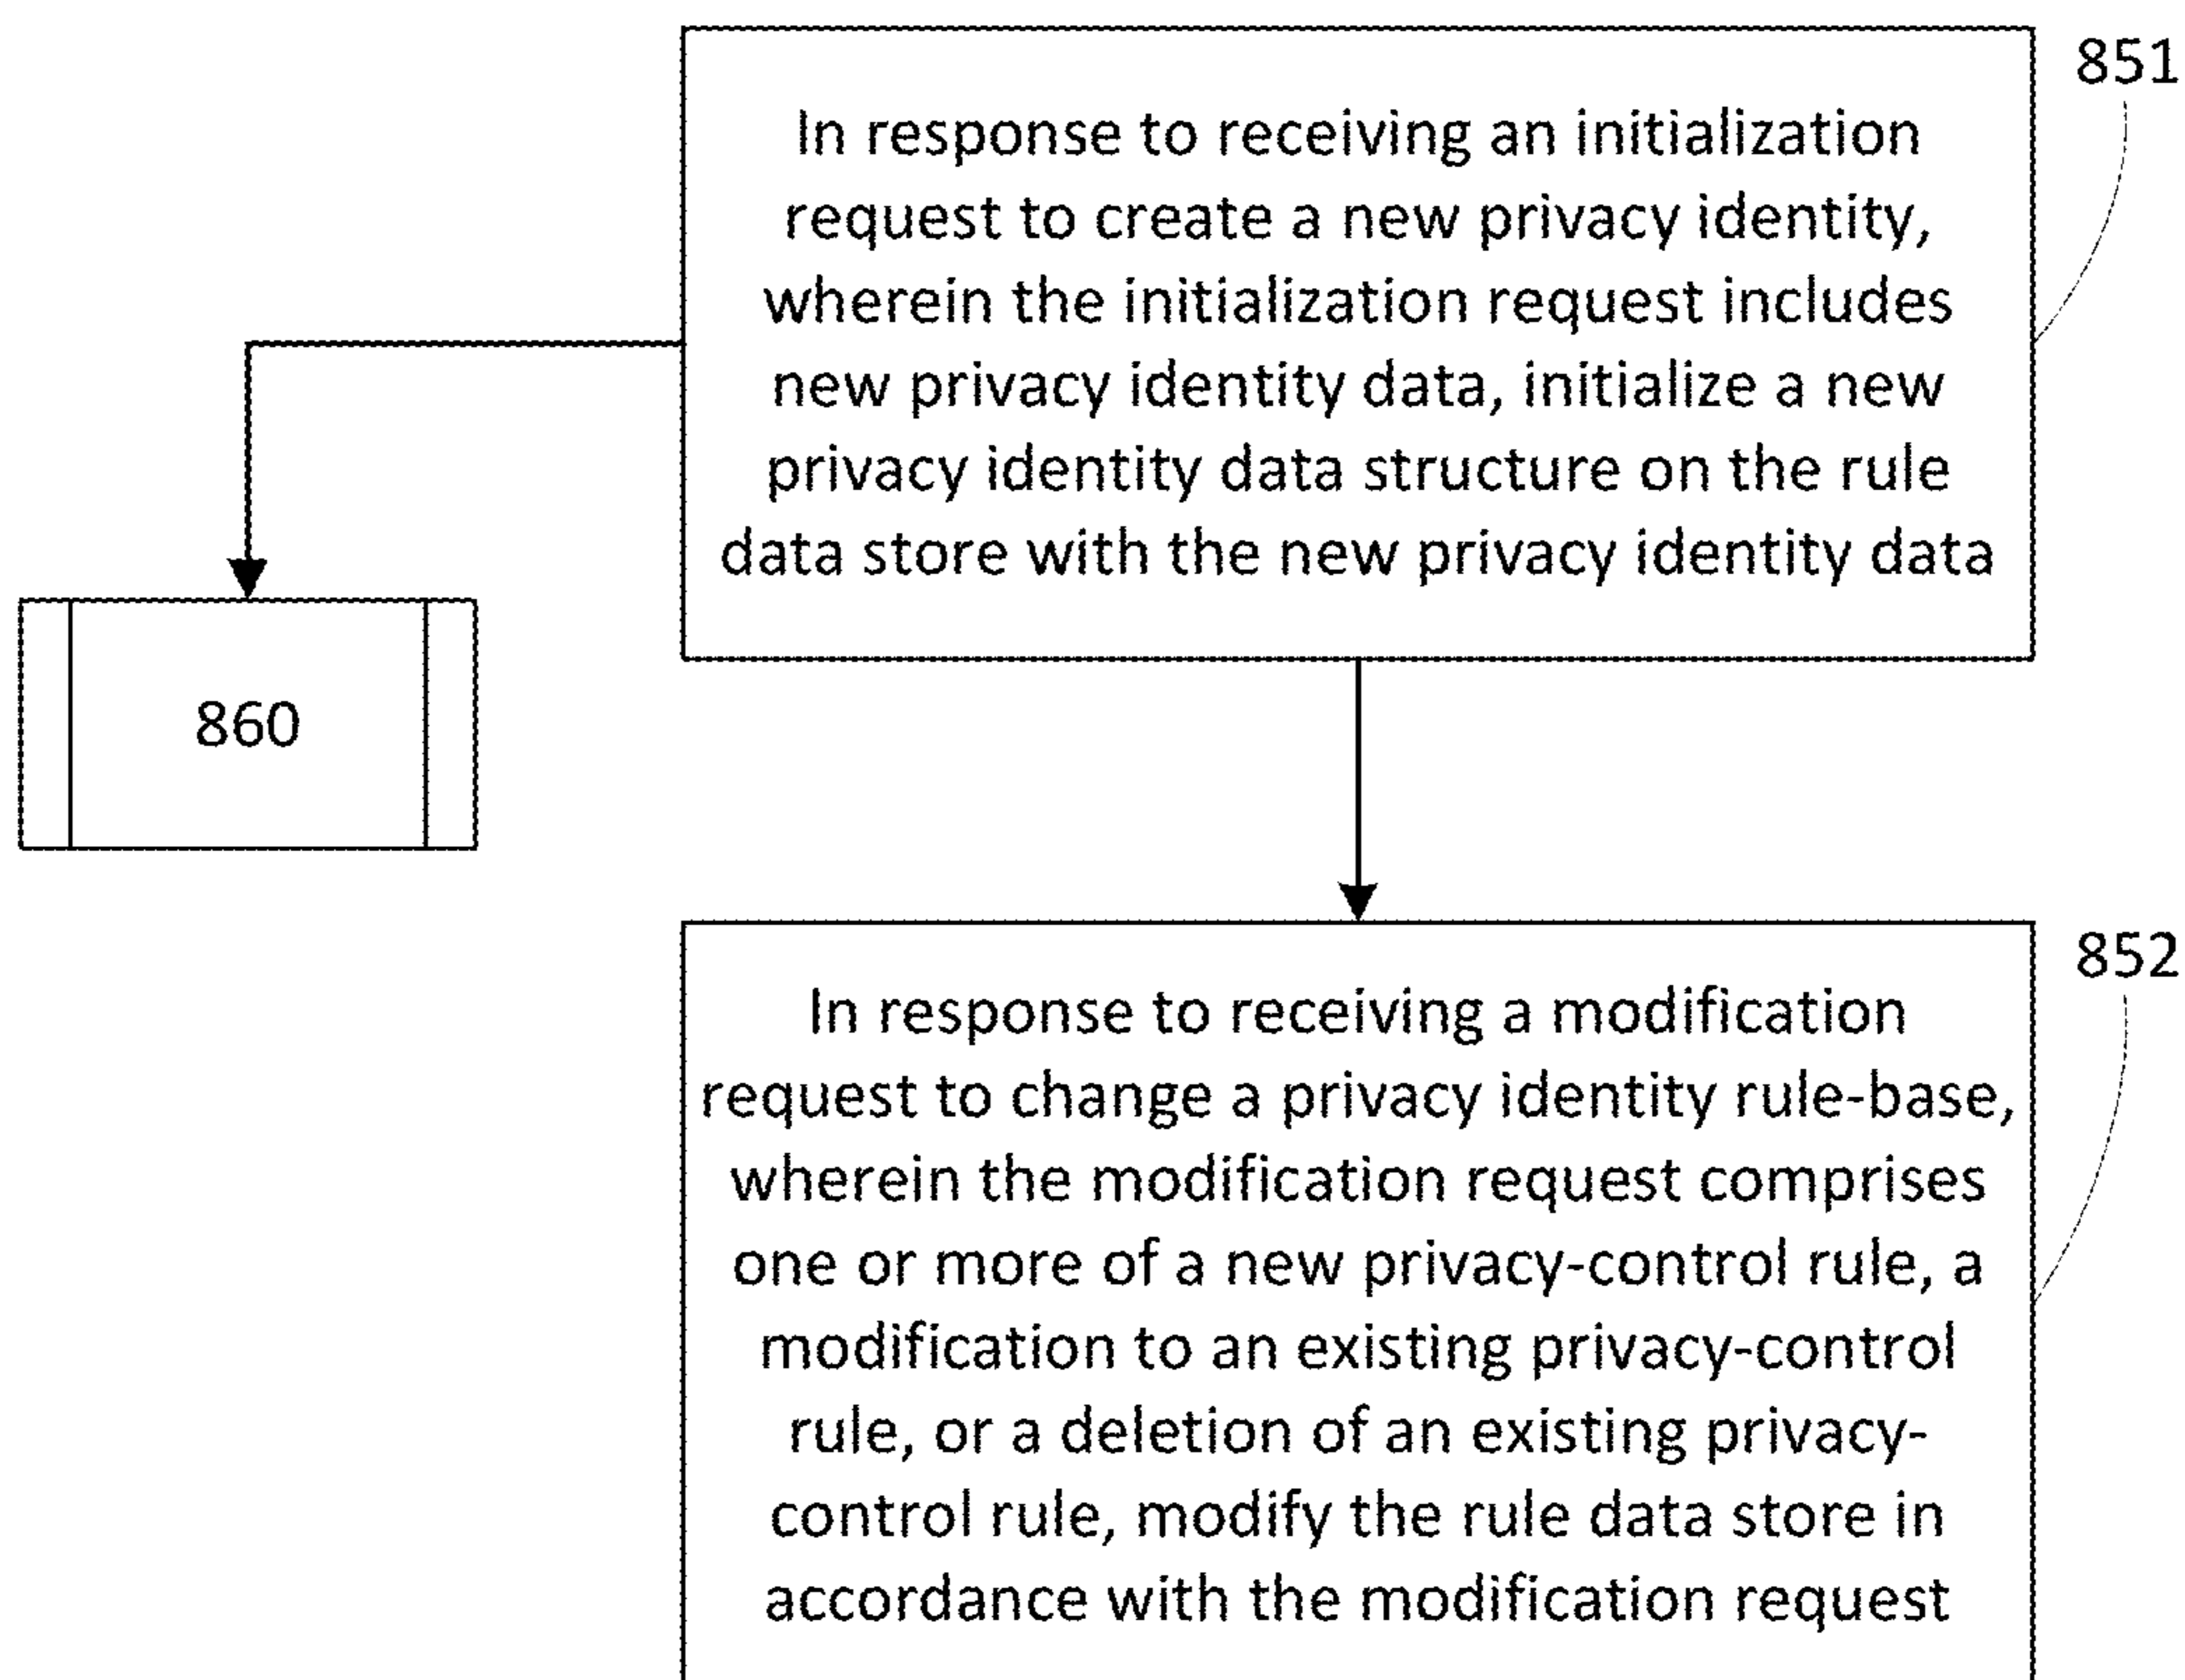 851
In response to receiving an initialization
request to create a new privacy identity,
wherein the initialization request includes
new privacy identity data, initialize a new
privacy identity data structure on the rule
data store with the new privacy identity data
860
852
In response to receiving a modification
request to change a privacy identity rule-base,
wherein the modification request comprises
one or more of a new privacy-control rule, a
modification to an existing privacy-control
rule, or a deletion of an existing privacy-
control rule, modify the rule data store in
accordance with the modification request